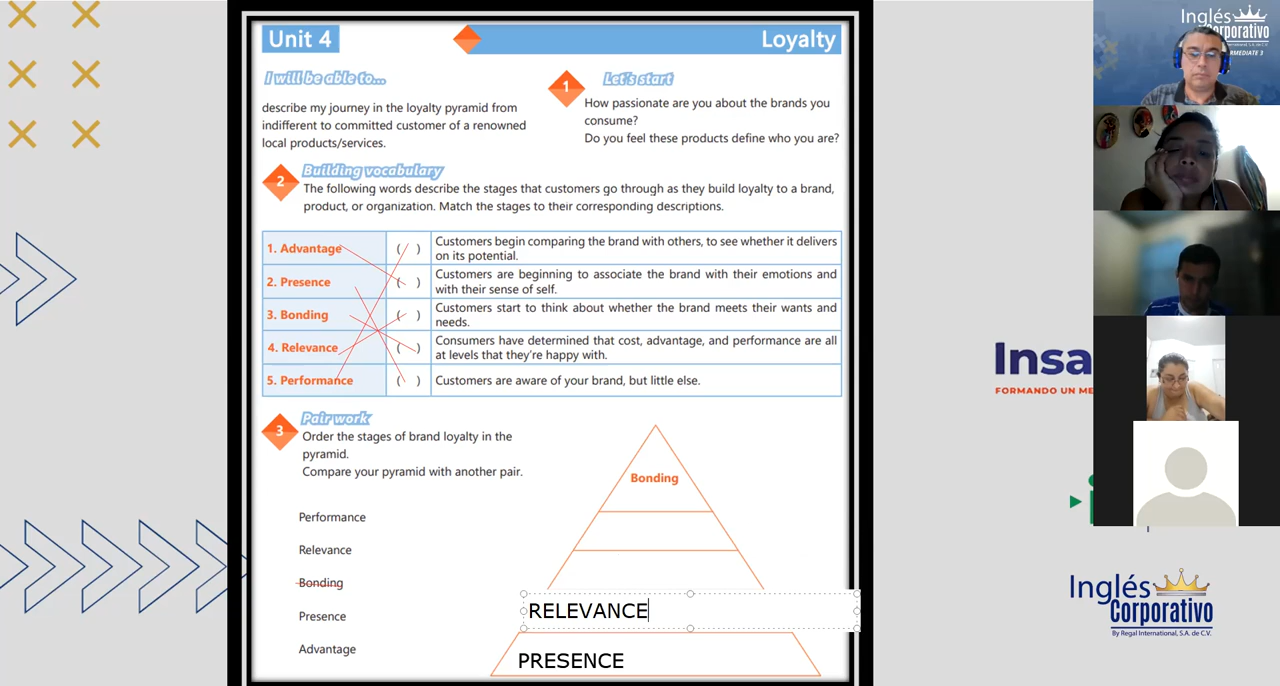 Unit 4
Loyalty
I will be able to...
describe my journey in the loyalty pyramid from
indifferent to committed customer of a renowned
local products/services.
1
Let's start
How passionate are you about the brands you
consume?
Do you feel these products define who you are?
2
Building vocabulary
The following words describe the stages that customers go through as they build loyalty to a brand,
product, or organization. Match the stages to their corresponding descriptions.
1. Advantage ( ) Customers begin comparing the brand with others, to see whether it delivers
on its potential.
2. Presence ( ) Customers are beginning to associate the brand with their emotions and
with their sense of self.
3. Bonding ( ) Customers start to think about whether the brand meets their wants and
needs.
4. Relevance ( ) Consumers have determined that cost, advantage, and performance are all
at levels that they're happy with.
5. Performance ( ) Customers are aware of your brand, but little else.
3
Pair work
Order the stages of brand loyalty in the
pyramid.
Compare your pyramid with another pair.
Performance
Relevance
Bonding
Presence
Advantage
Bonding
RELEVANCE
PRESENCE
Inglés
Corporativo
RMEDIATE 3
Insa
FORMANDO UN ME
Inglés
Corporativo
By Regal International, S.A. de C.V.